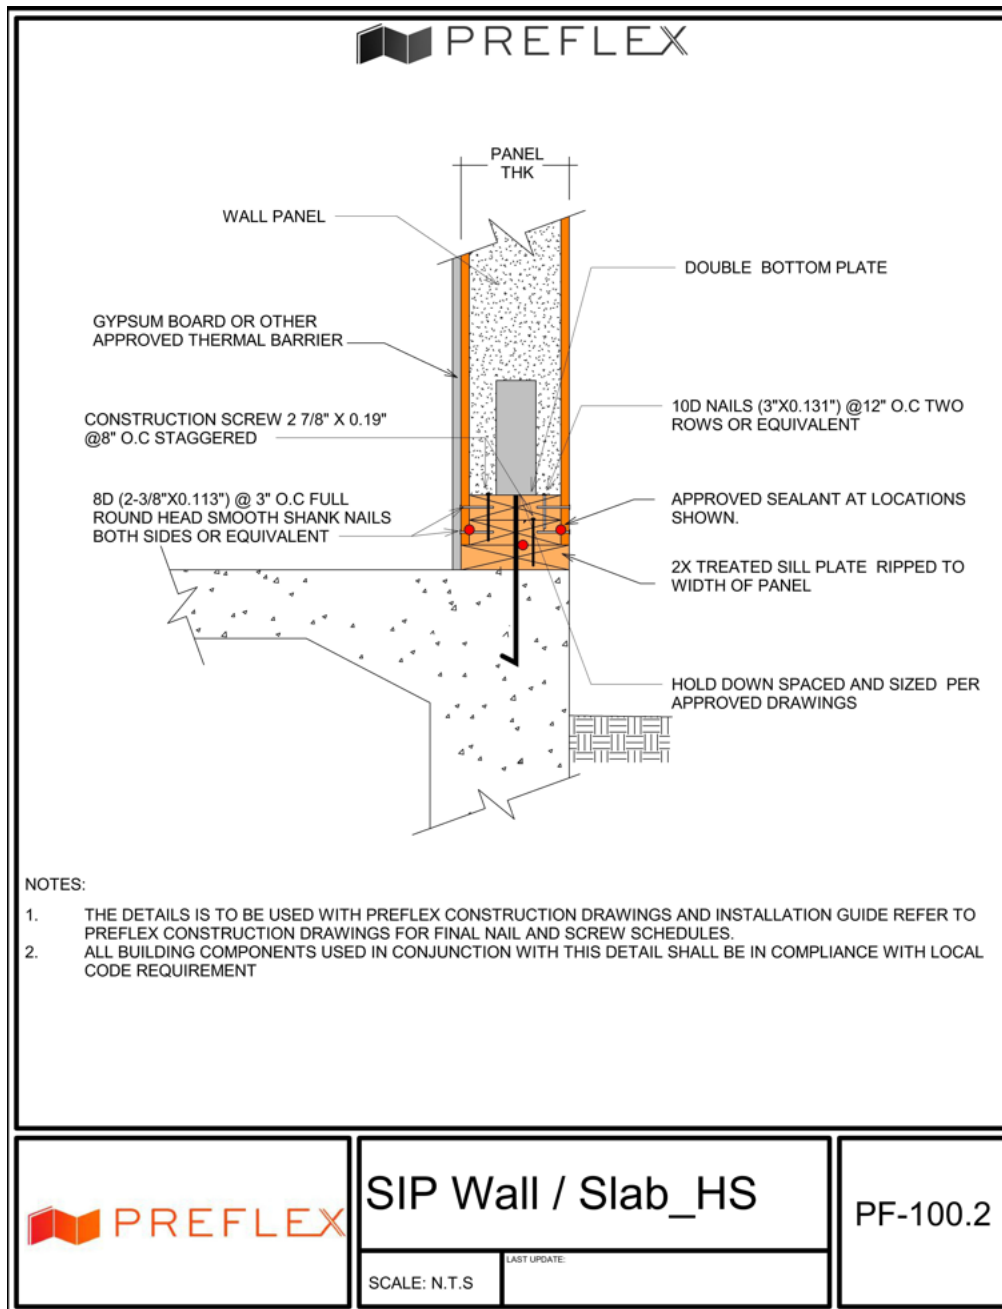 PREFLEX
PANEL
THK
WALL PANEL
DOUBLE BOTTOM PLATE
GYPSUM BOARD OR OTHER
APPROVED THERMAL BARRIER
CONSTRUCTION SCREW 2 7/8" X 0.19"
@8" O.C STAGGERED
10D NAILS (3"X0.131") @12" O.C TWO
ROWS OR EQUIVALENT
8D (2-3/8"X0.113") @ 3" O.C FULL
ROUND HEAD SMOOTH SHANK NAILS
BOTH SIDES OR EQUIVALENT
APPROVED SEALANT AT LOCATIONS
SHOWN.
2X TREATED SILL PLATE RIPPED TO
WIDTH OF PANEL
HOLD DOWN SPACED AND SIZED PER
APPROVED DRAWINGS
NOTES:
1. THE DETAILS IS TO BE USED WITH PREFLEX CONSTRUCTION DRAWINGS AND INSTALLATION GUIDE REFER TO
PREFLEX CONSTRUCTION DRAWINGS FOR FINAL NAIL AND SCREW SCHEDULES.
2. ALL BUILDING COMPONENTS USED IN CONJUNCTION WITH THIS DETAIL SHALL BE IN COMPLIANCE WITH LOCAL
CODE REQUIREMENT
PREFLEX
SIP Wall / Slab_HS
PF-100.2
SCALE: N.T.S
LAST UPDATE: